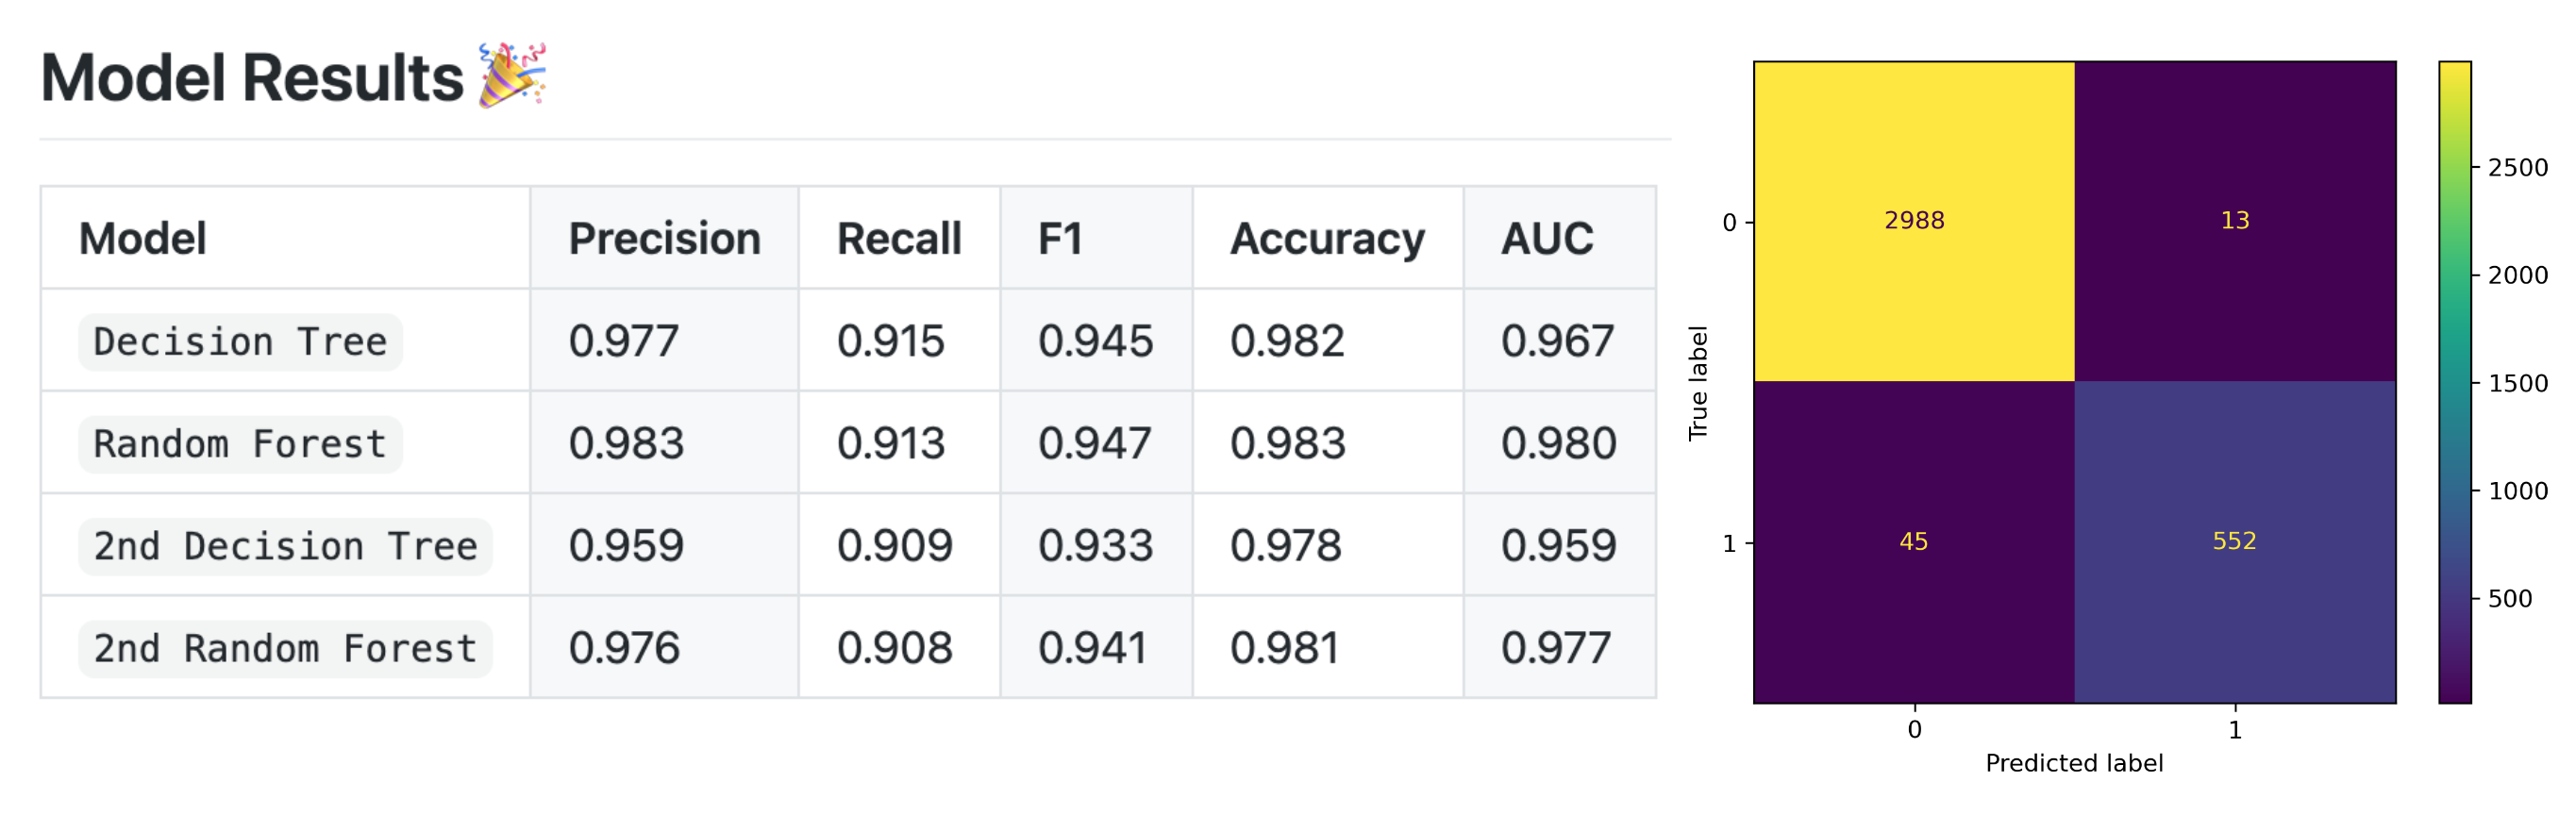 Model Results 🎉
Model Precision Recall F1 Accuracy AUC
Decision Tree 0.977 0.915 0.945 0.982 0.967
Random Forest 0.983 0.913 0.947 0.983 0.980
2nd Decision Tree 0.959 0.909 0.933 0.978 0.959
2nd Random Forest 0.976 0.908 0.941 0.981 0.977
True label
0
1
2988 13
45 552
0 1
Predicted label
2500
2000
1500
1000
500